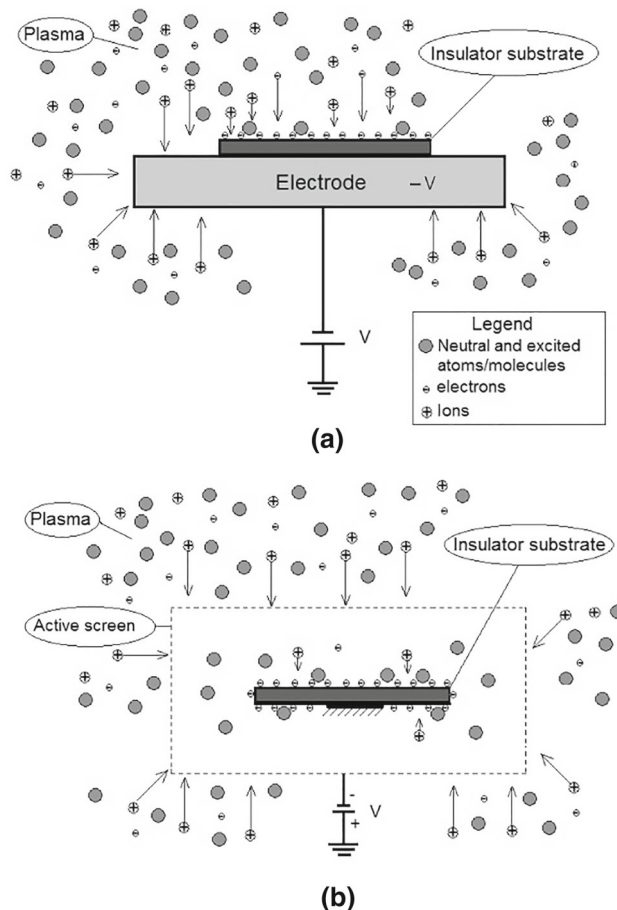 Plasma
Insulator substrate
Electrode – V
V
Legend
Neutral and excited
atoms/molecules
electrons
Ions
(a)
Plasma
Insulator substrate
Active screen
-
V
+
(b)